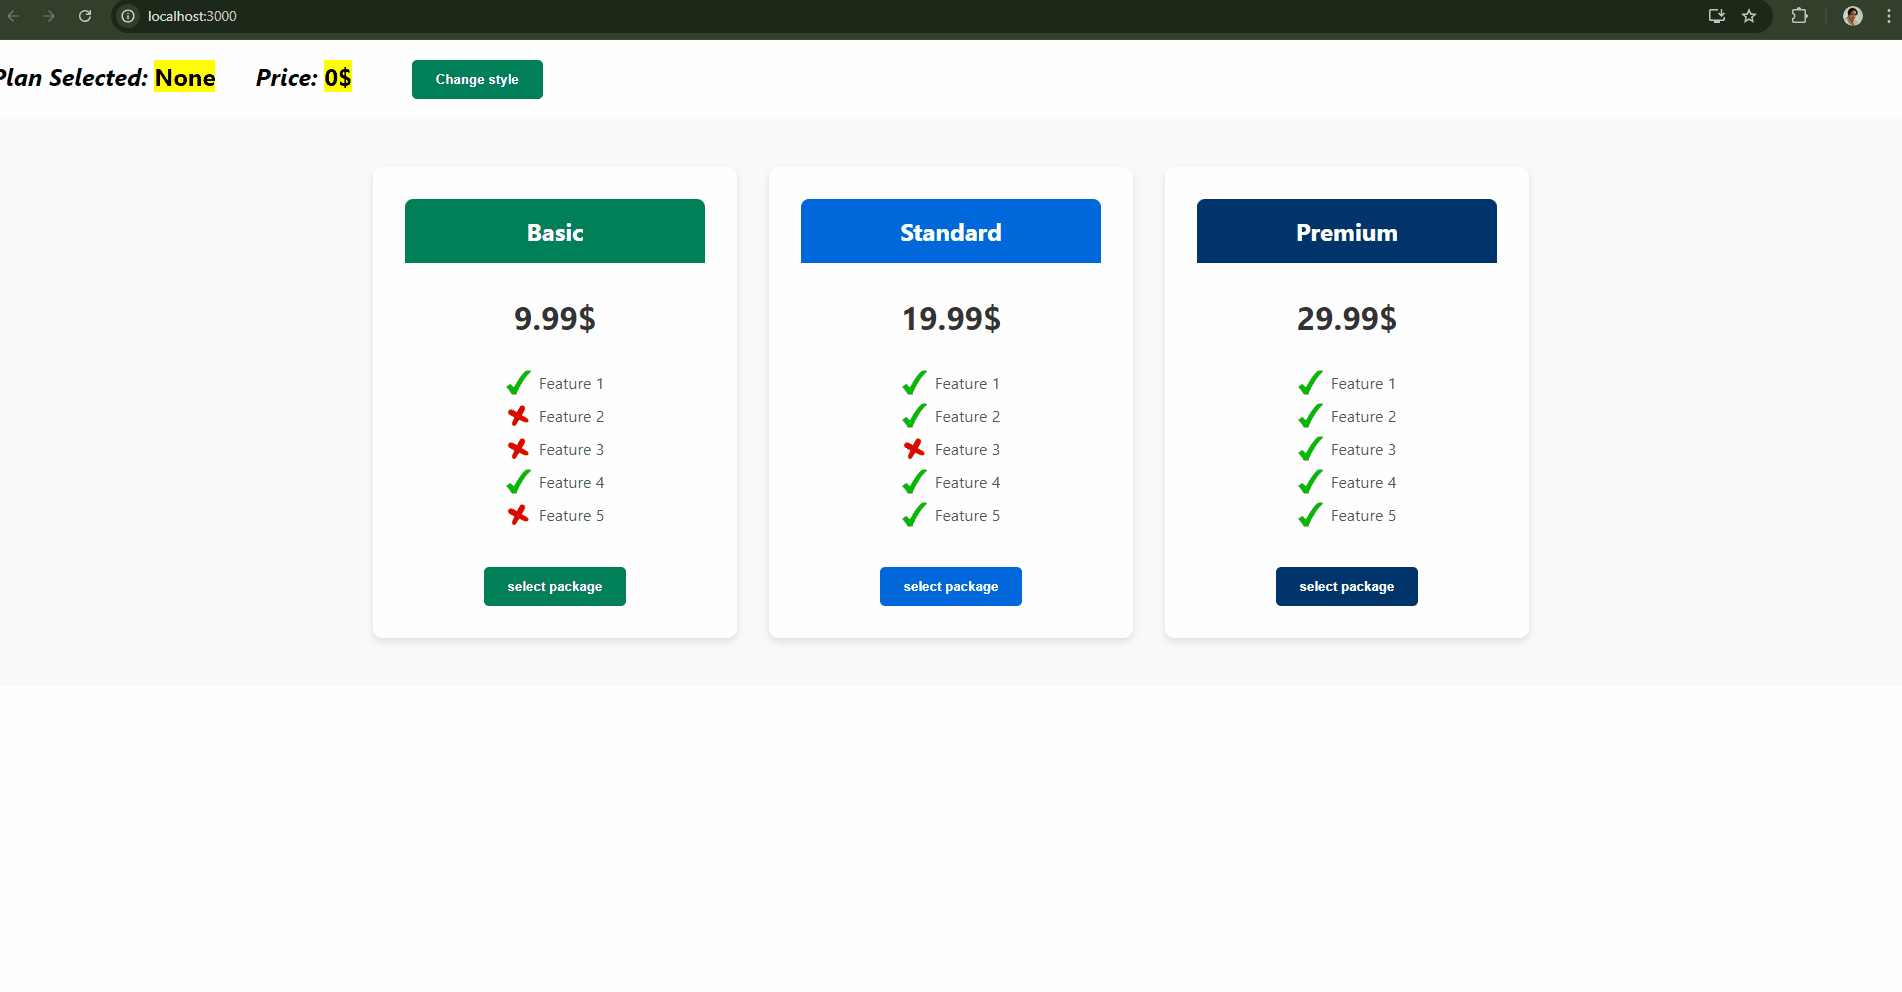 localhost:3000
Plan Selected: None Price: 0$ Change style
Basic
9.99$
Feature 1
Feature 2
Feature 3
Feature 4
Feature 5
select package
Standard
19.99$
Feature 1
Feature 2
Feature 3
Feature 4
Feature 5
select package
Premium
29.99$
Feature 1
Feature 2
Feature 3
Feature 4
Feature 5
select package